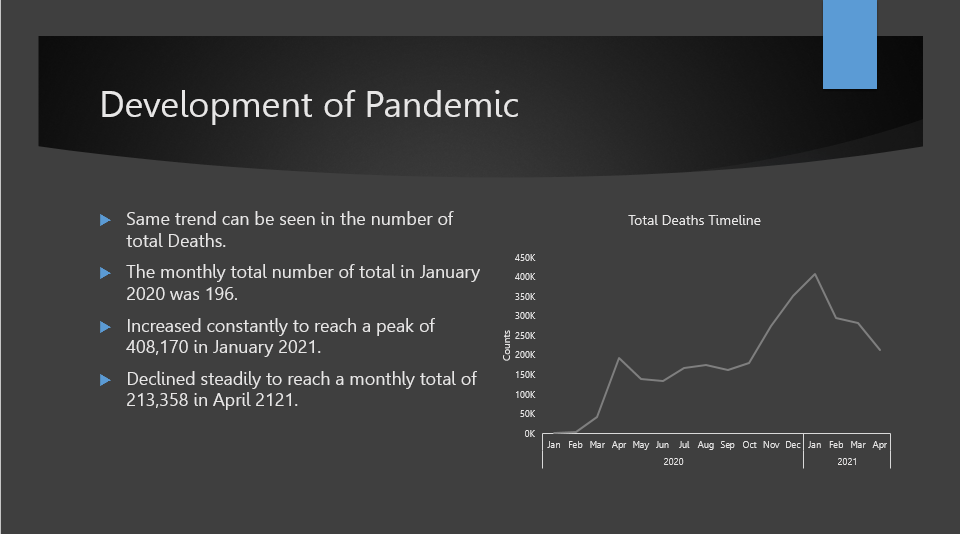 Development of Pandemic
Same trend can be seen in the number of
total Deaths.
The monthly total number of total in January
2020 was 196.
Increased constantly to reach a peak of
408,170 in January 2021.
Declined steadily to reach a monthly total of
213,358 in April 2121.
Total Deaths Timeline
450K
400K
350K
300K
250K
200K
150K
100K
50K
0K
Counts
Jan Feb Mar Apr May Jun Jul Aug Sep Oct Nov Dec Jan Feb Mar Apr
2020 2021